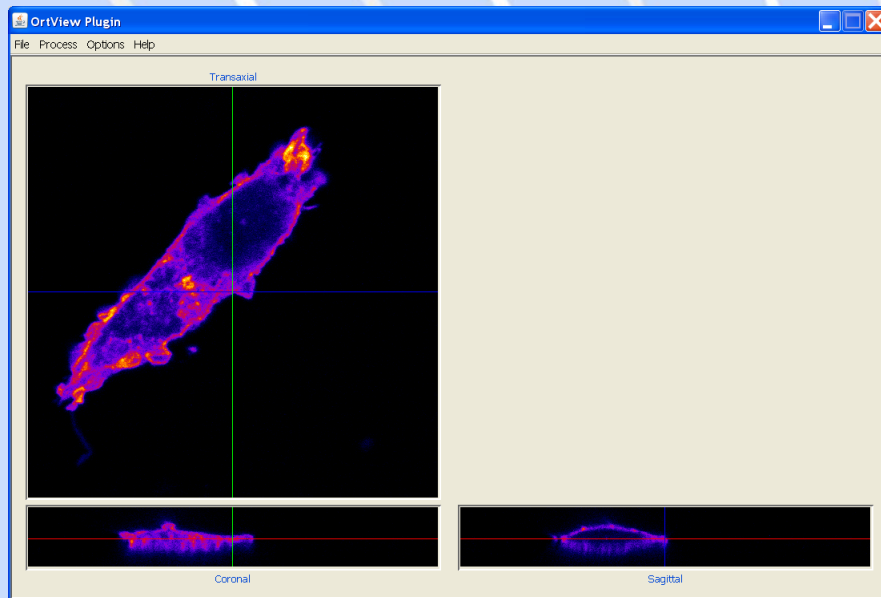 OrtView Plugin
File Process Options Help
Transaxial
Coronal
Sagittal